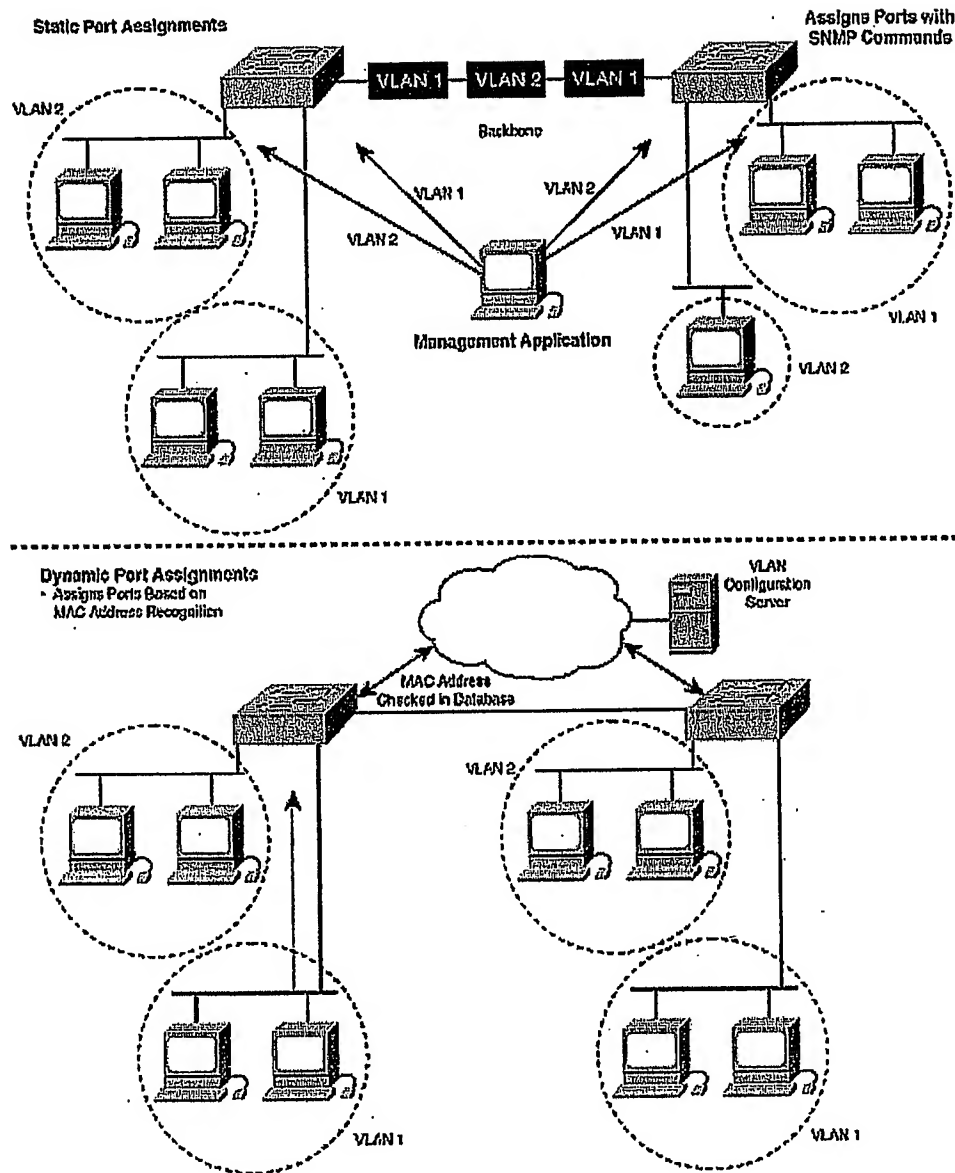 Static Port Assignments
Assigns Ports with
SNMP Commands
VLAN 1
VLAN 2
VLAN 1
VLAN 2
Backbone
VLAN 1
VLAN 2
VLAN 2
VLAN 1
Management Application
VLAN 1
VLAN 2
VLAN 1
Dynamic Port Assignments
• Assigns Ports Based on
MAC Address Recognition
VLAN
Configuration
Server
MAC Address
Checked in Database
VLAN 2
VLAN 2
VLAN 1
VLAN 1